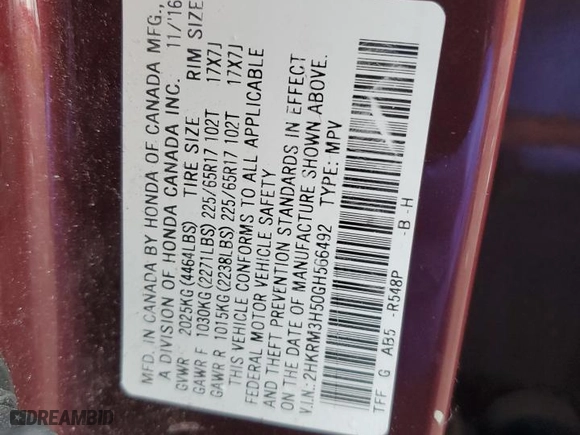 MFD. IN CANADA BY HONDA OF CANADA MFG.,
A DIVISION OF HONDA CANADA INC. 11/'16
GVWR 2025KG(4464LBS) TIRE SIZE RIM SIZE
GAWR F 1030KG(2271LBS) 225/65R17 102T 17X7J
GAWR R 1015KG(2238LBS) 225/65R17 102T 17X7J
THIS VEHICLE CONFORMS TO ALL APPLICABLE
FEDERAL MOTOR VEHICLE SAFETY
AND THEFT PREVENTION STANDARDS IN EFFECT
ON THE DATE OF MANUFACTURE SHOWN ABOVE.
V.I.N.: 2HKRM3H50GH566492 TYPE: MPV
TFF G AB5 -R548P -B -H
DREAMBID